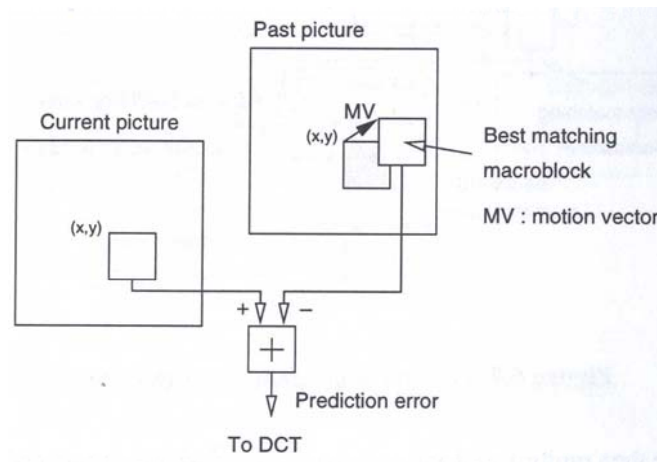 Past picture
Current picture
MV
(x,y)
Best matching
macroblock
MV : motion vector
(x,y)
+
−
+
Prediction error
To DCT